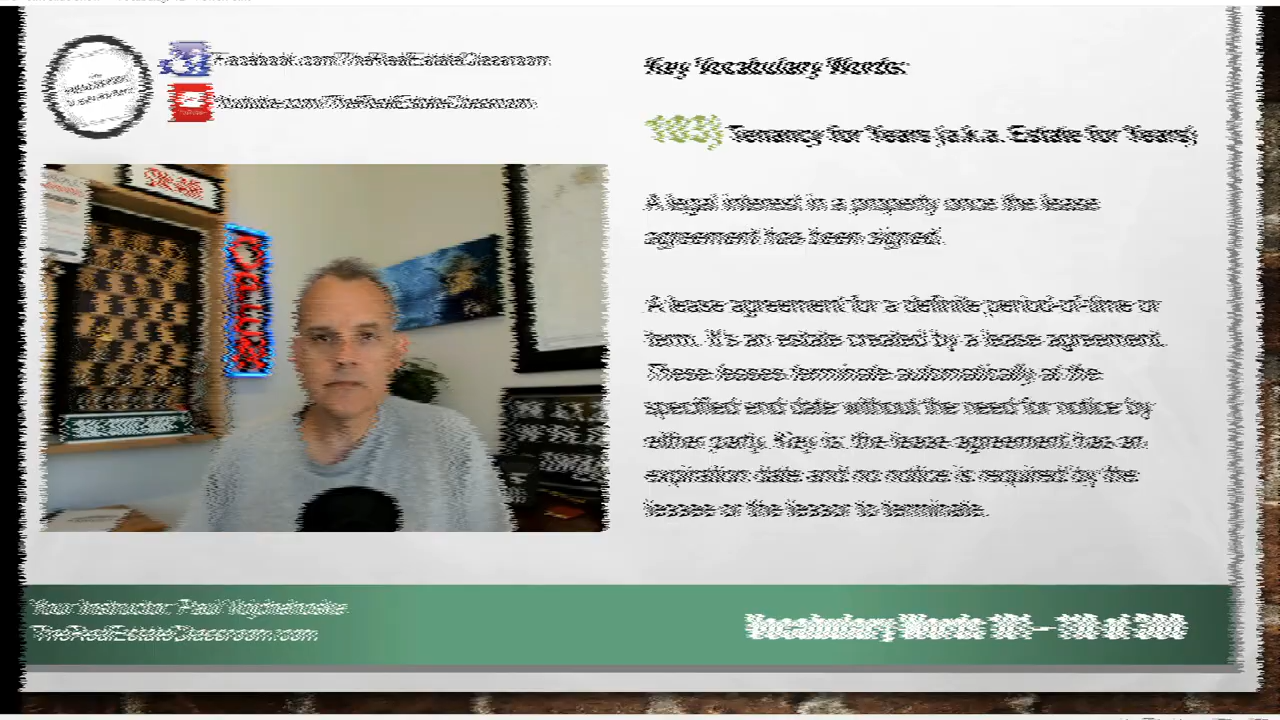 Facebook.com/TheRealEstateClassroom
Youtube.com/TheRealEstateClassroom
Key Vocabulary Words:
103) Tenancy for Years (a.k.a. Estate for Years)
A legal interest in a property once the lease
agreement has been signed.
A lease agreement for a definite period-of-time or
term. It's an estate created by a lease agreement.
These leases terminate automatically at the
specified end date without the need for notice by
either party. Key is, the lease agreement has an
expiration date and no notice is required by the
lessee or the lessor to terminate.
Your Instructor: Paul
TheRealEstateClassroom.com
Vocabulary Words 101 – 110 of 300